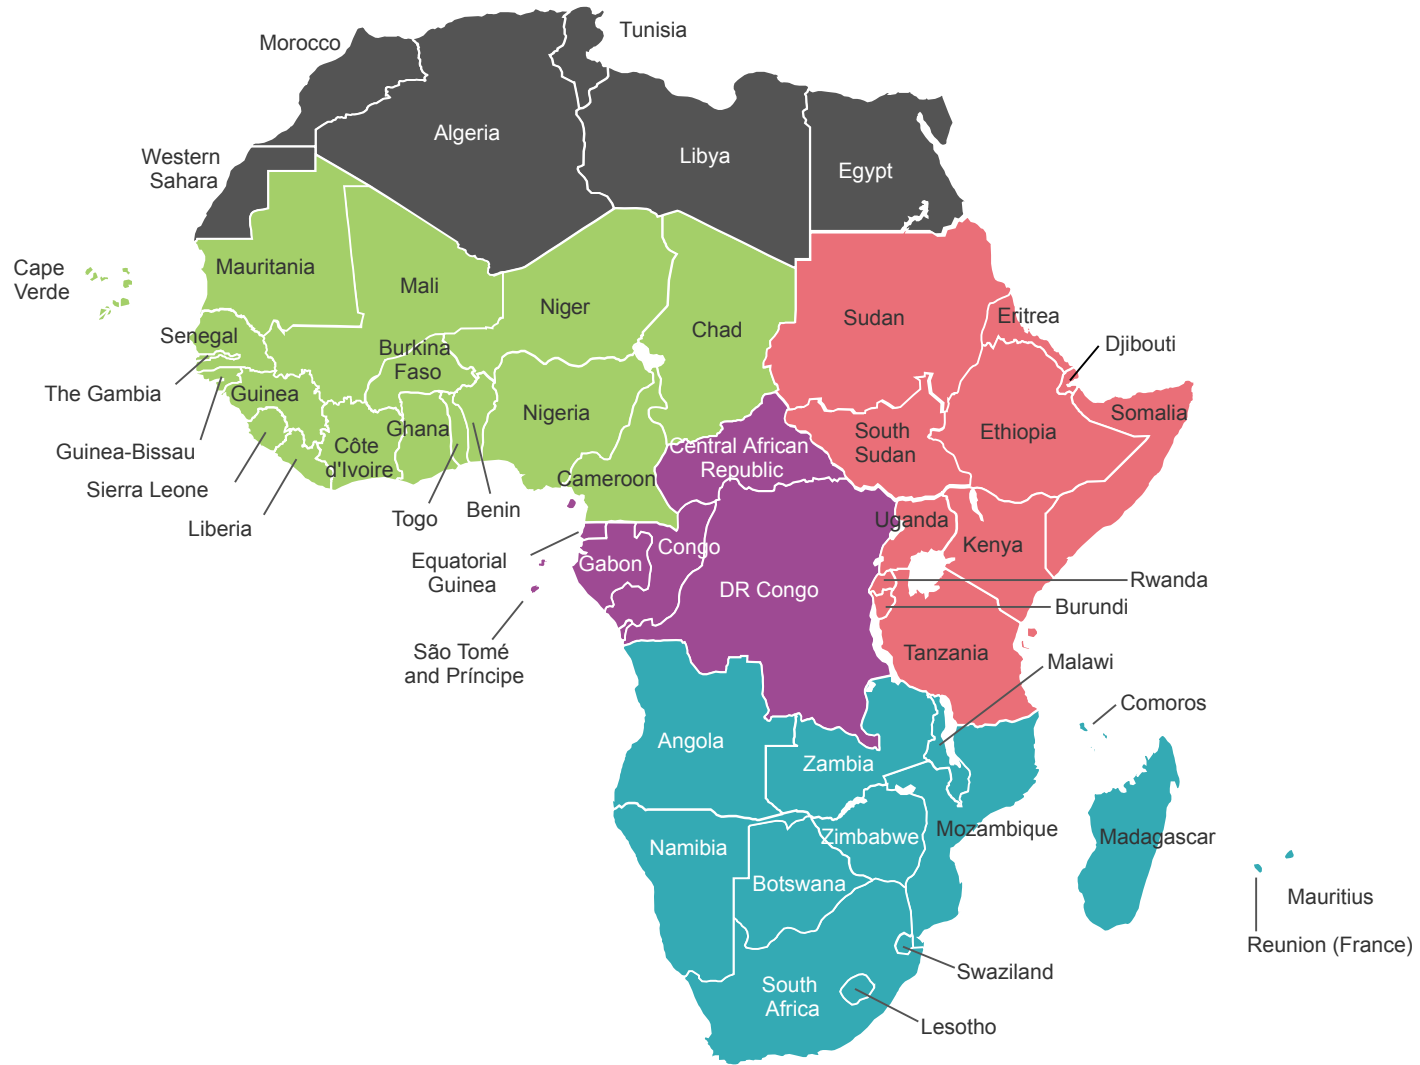 Tunisia
Morocco
Algeria
Libya
Western
Sahara
Egypt
Cape
Verde
Mauritania
Mali
Niger
Chad
Sudan
Eritrea
Djibouti
Senegal
Burkina
Faso
The Gambia
Guinea
Nigeria
Somalia
Ghana
Côte
d'Ivoire
South
Sudan
Ethiopia
Guinea-Bissau
Central African
Republic
Cameroon
Sierra Leone
Benin
Togo
Liberia
Uganda
Kenya
Congo
Equatorial
Guinea
Gabon
DR Congo
Rwanda
Burundi
São Tomé
and Príncipe
Tanzania
Malawi
Comoros
Angola
Zambia
Mozambique
Madagascar
Zimbabwe
Namibia
Botswana
Mauritius
Reunion (France)
Swaziland
South
Africa
Lesotho